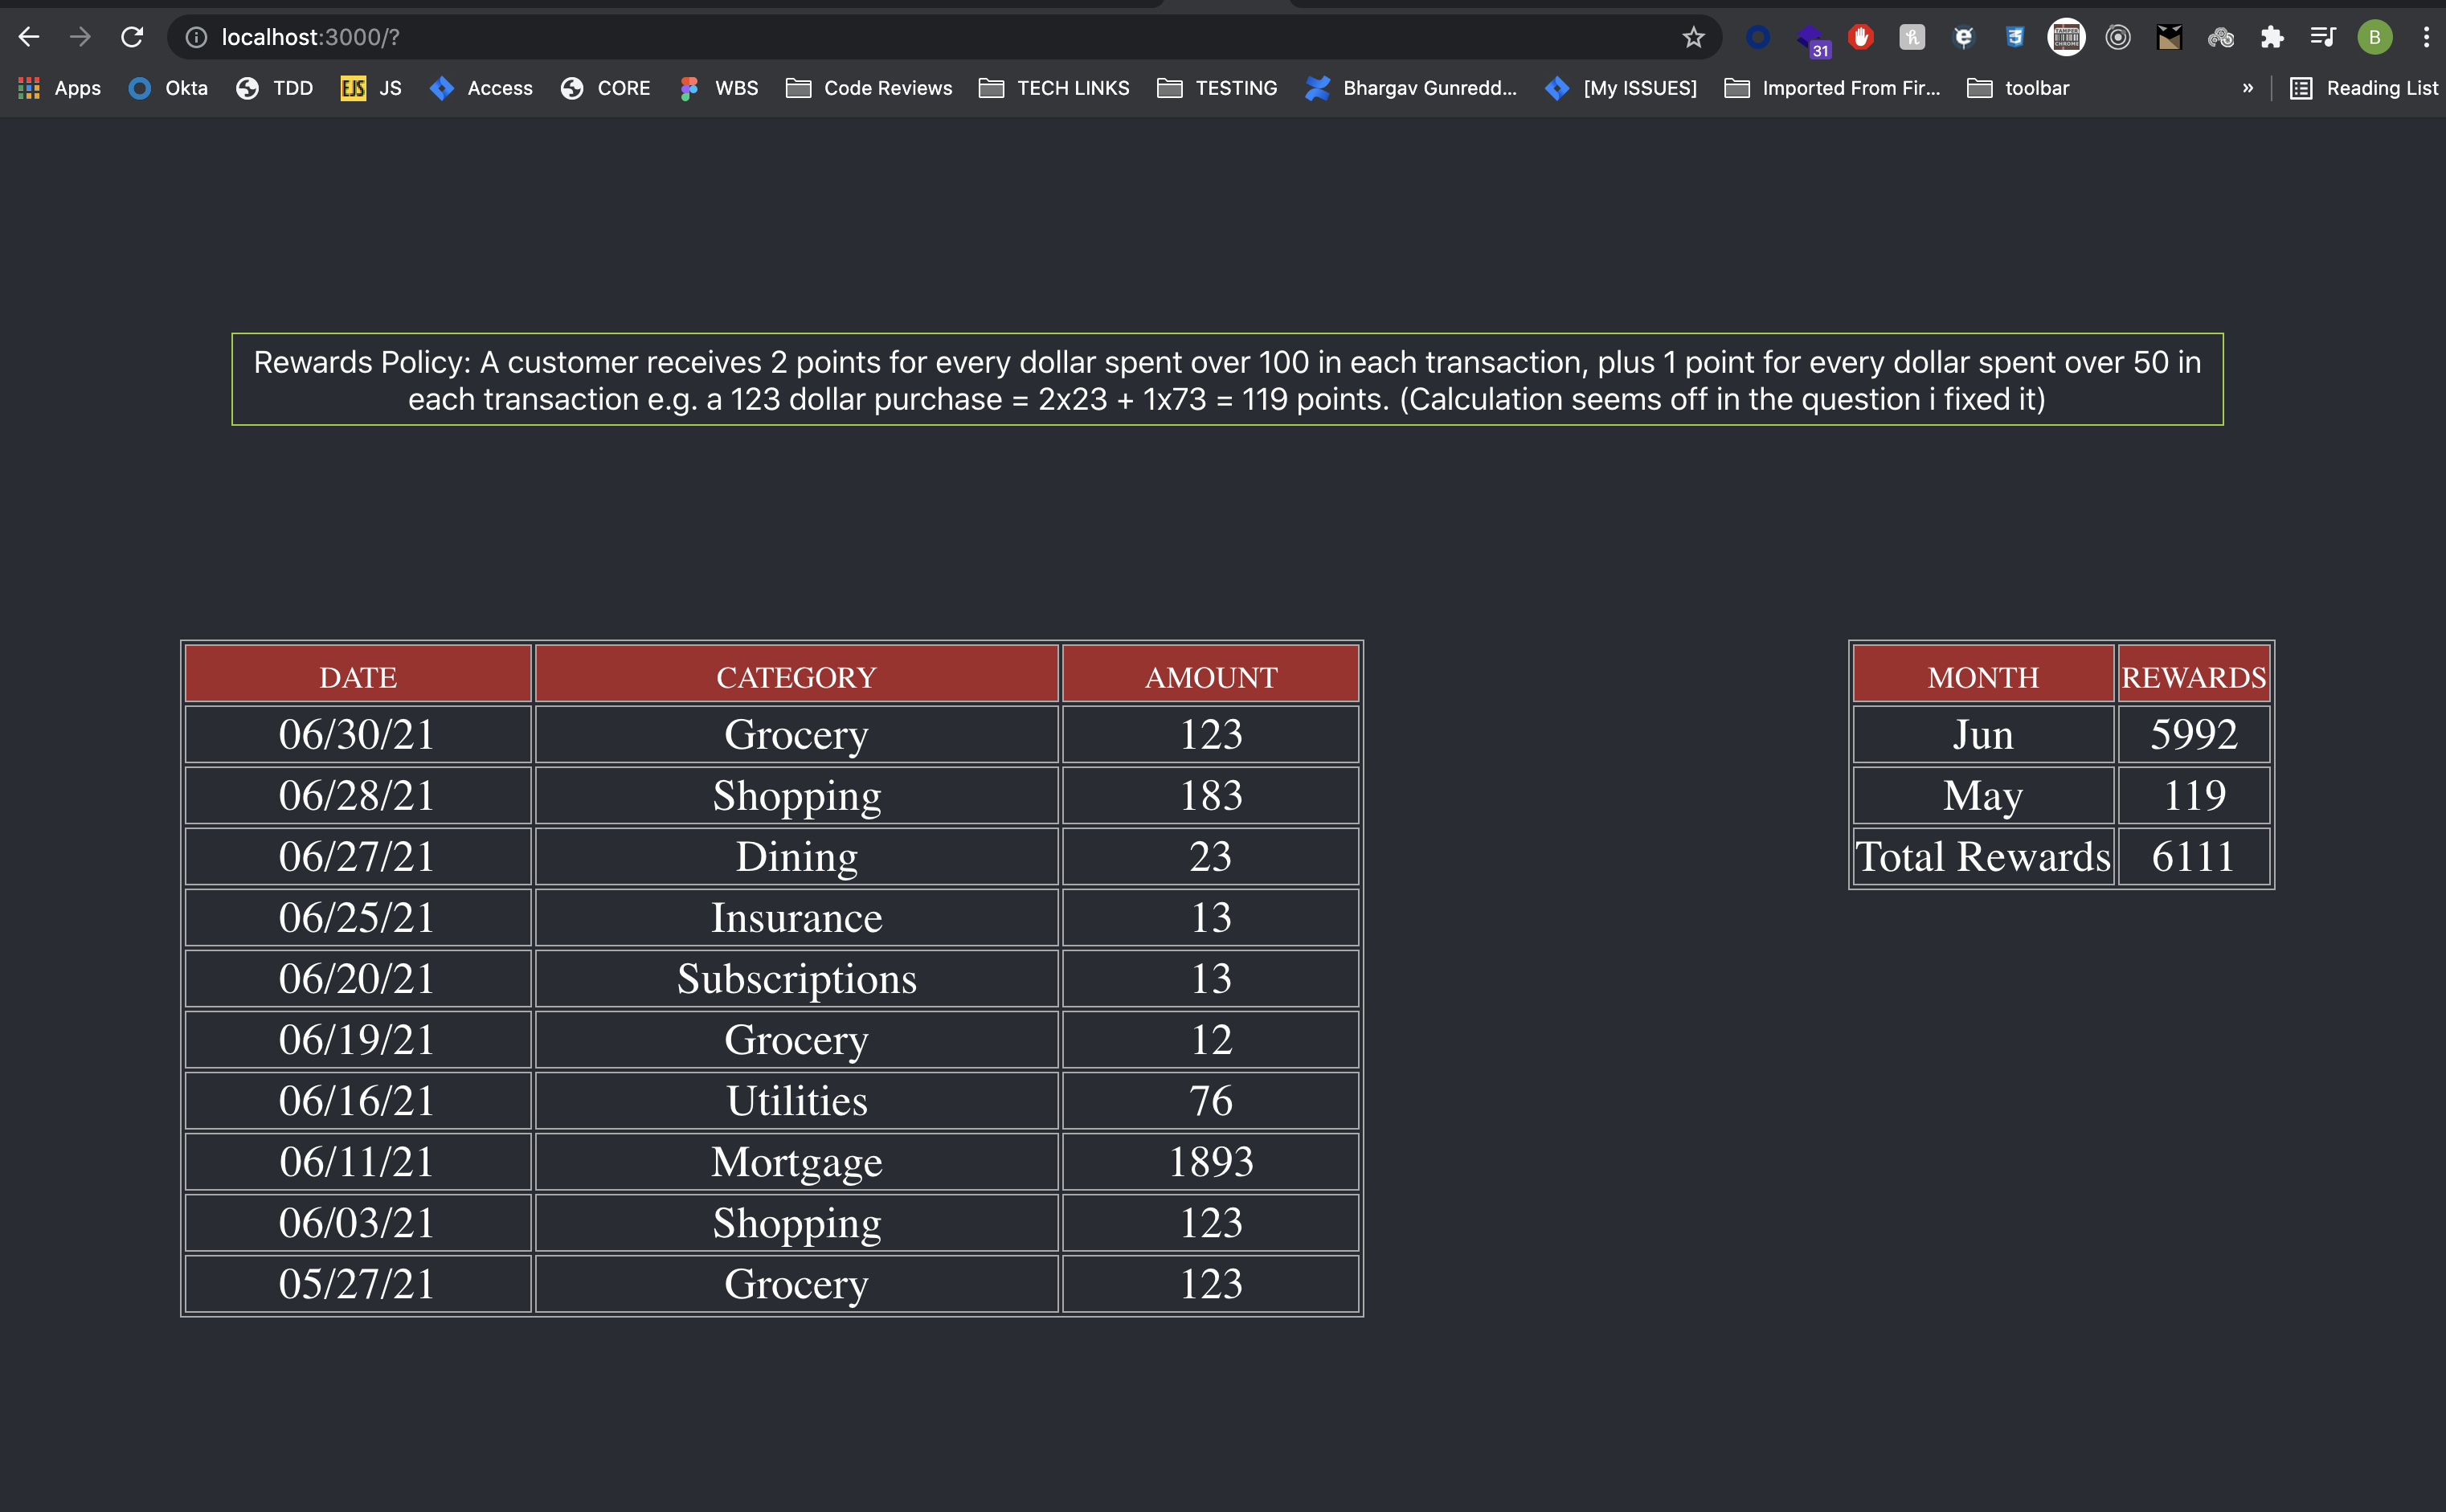 localhost:3000/?
31
B
Apps Okta TDD EJS JS Access CORE WBS Code Reviews TECH LINKS TESTING Bhargav Gunredd... [My ISSUES] Imported From Fir... toolbar » Reading List
Rewards Policy: A customer receives 2 points for every dollar spent over 100 in each transaction, plus 1 point for every dollar spent over 50 in
each transaction e.g. a 123 dollar purchase = 2x23 + 1x73 = 119 points. (Calculation seems off in the question i fixed it)
DATE CATEGORY AMOUNT
06/30/21 Grocery 123
06/28/21 Shopping 183
06/27/21 Dining 23
06/25/21 Insurance 13
06/20/21 Subscriptions 13
06/19/21 Grocery 12
06/16/21 Utilities 76
06/11/21 Mortgage 1893
06/03/21 Shopping 123
05/27/21 Grocery 123
MONTH REWARDS
Jun 5992
May 119
Total Rewards 6111